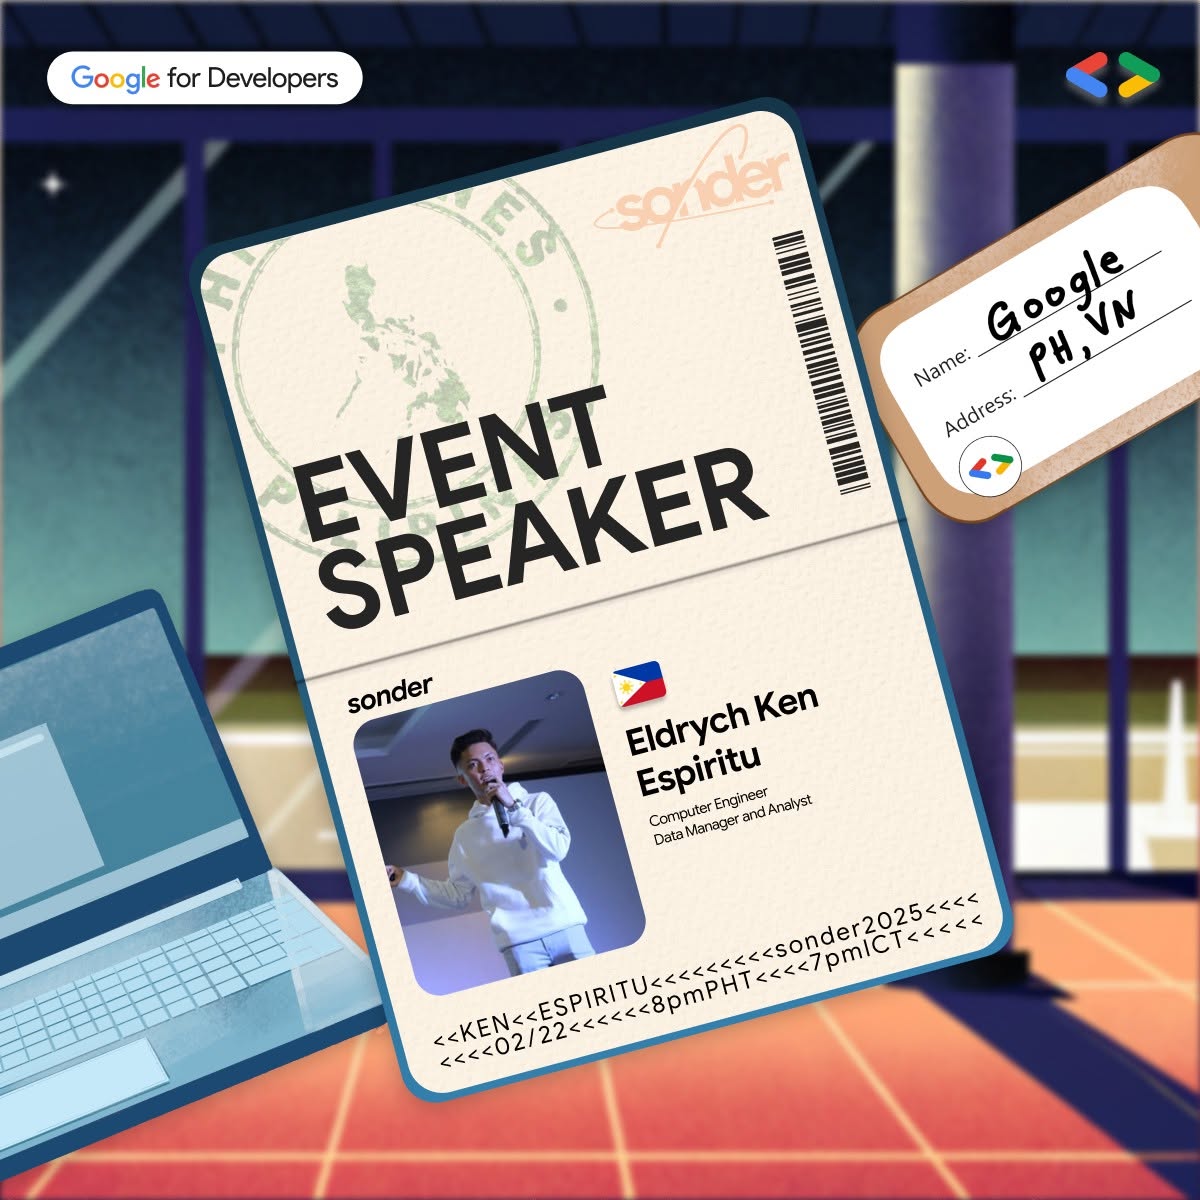 Google for Developers
sonder
Name: Google
Address: PH, VN
EVENT
SPEAKER
sonder
Eldrych Ken
Espiritu
Computer Engineer
Data Manager and Analyst
<<KEN<<ESPIRITU<<<<<<<<<sonder2025<<<<
<<<<02/22<<<<<<8pmPHT<<<<7pmICT<<<<<